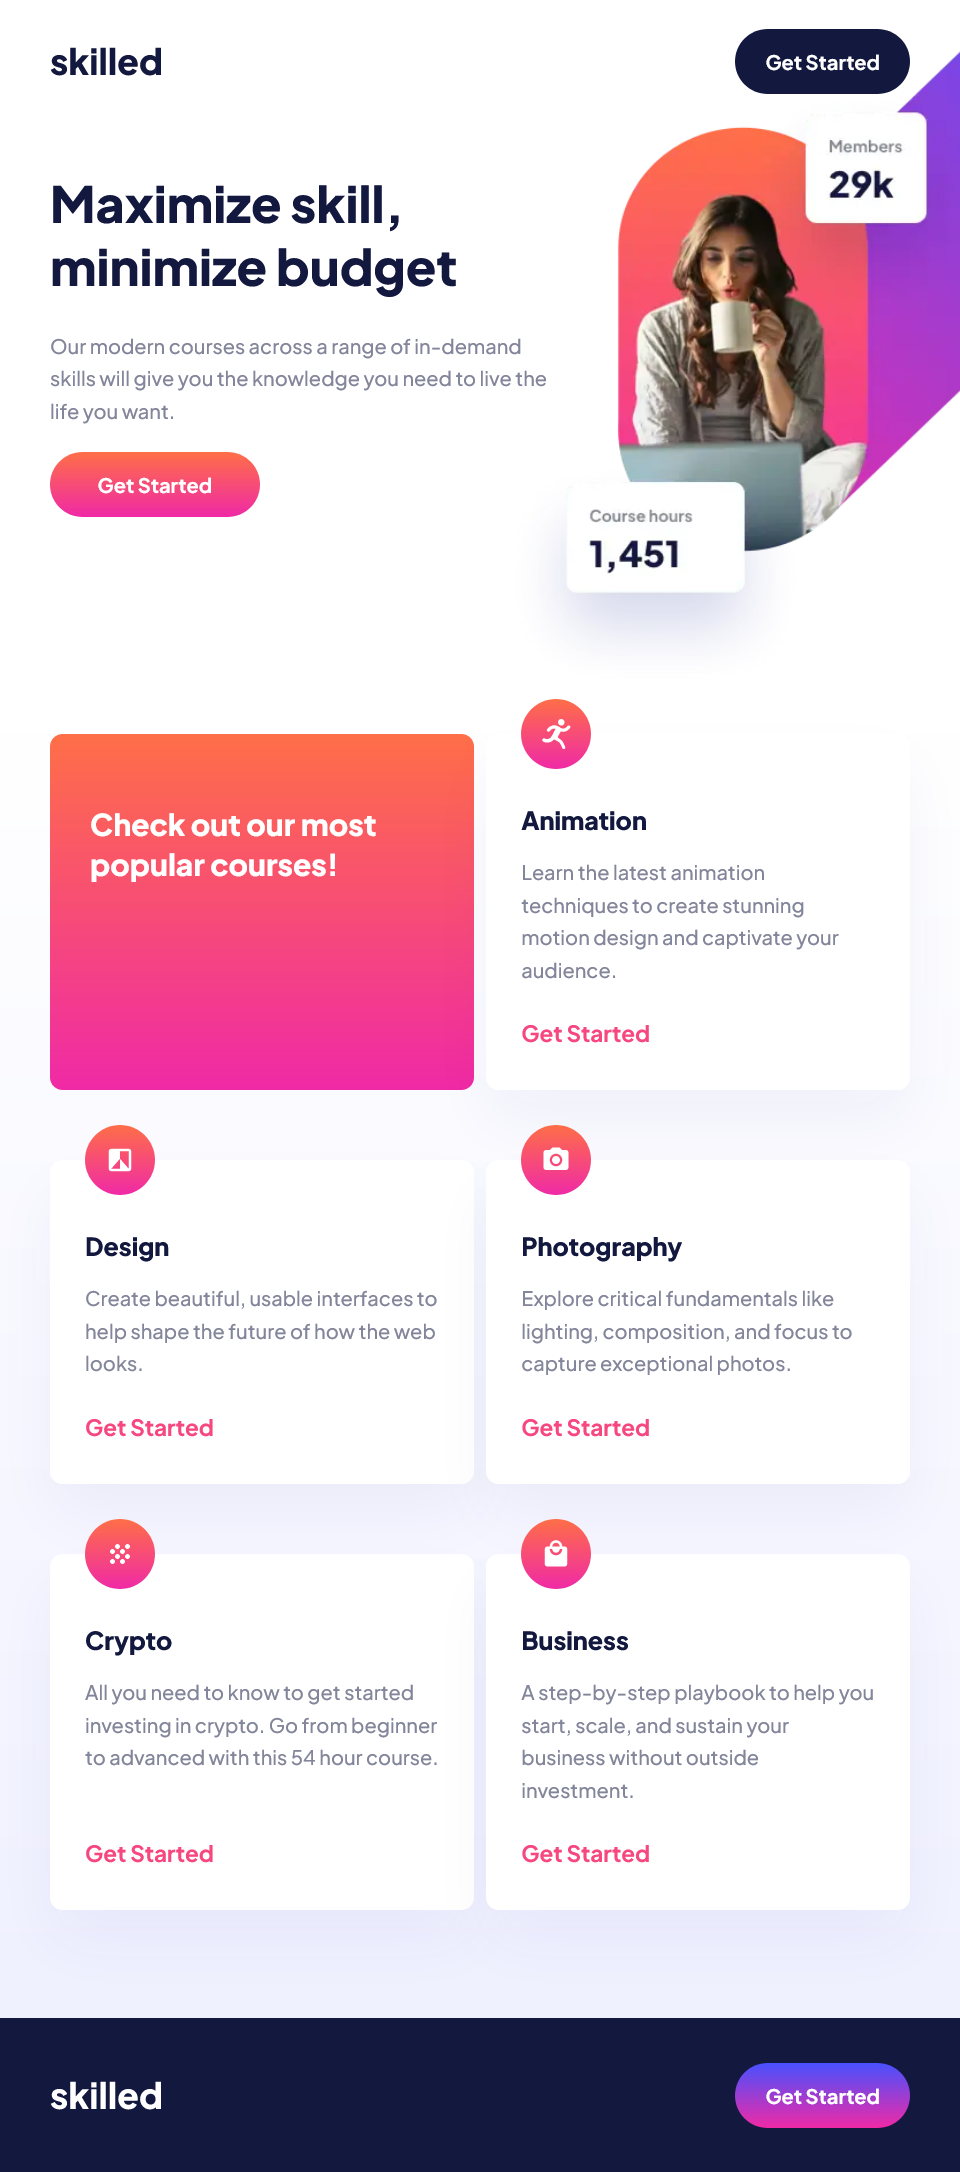 skilled
Get Started
Maximize skill,
minimize budget
Our modern courses across a range of in-demand
skills will give you the knowledge you need to live the
life you want.
Get Started
Members
29k
Course hours
1,451
Check out our most
popular courses!
Animation
Learn the latest animation
techniques to create stunning
motion design and captivate your
audience.
Get Started
Design
Create beautiful, usable interfaces to
help shape the future of how the web
looks.
Get Started
Photography
Explore critical fundamentals like
lighting, composition, and focus to
capture exceptional photos.
Get Started
Crypto
All you need to know to get started
investing in crypto. Go from beginner
to advanced with this 54 hour course.
Get Started
Business
A step-by-step playbook to help you
start, scale, and sustain your
business without outside
investment.
Get Started
skilled
Get Started